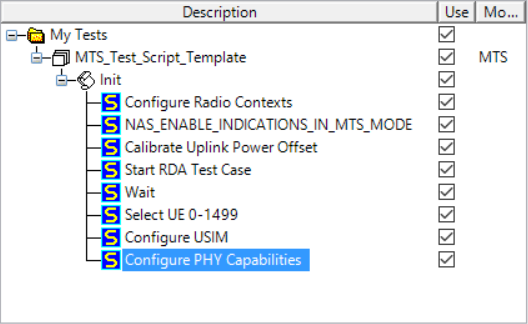 Description Use Mo...
My Tests
MTS_Test_Script_Template MTS
Init
S Configure Radio Contexts
S NAS_ENABLE_INDICATIONS_IN_MTS_MODE
S Calibrate Uplink Power Offset
S Start RDA Test Case
S Wait
S Select UE 0-1499
S Configure USIM
S Configure PHY Capabilities